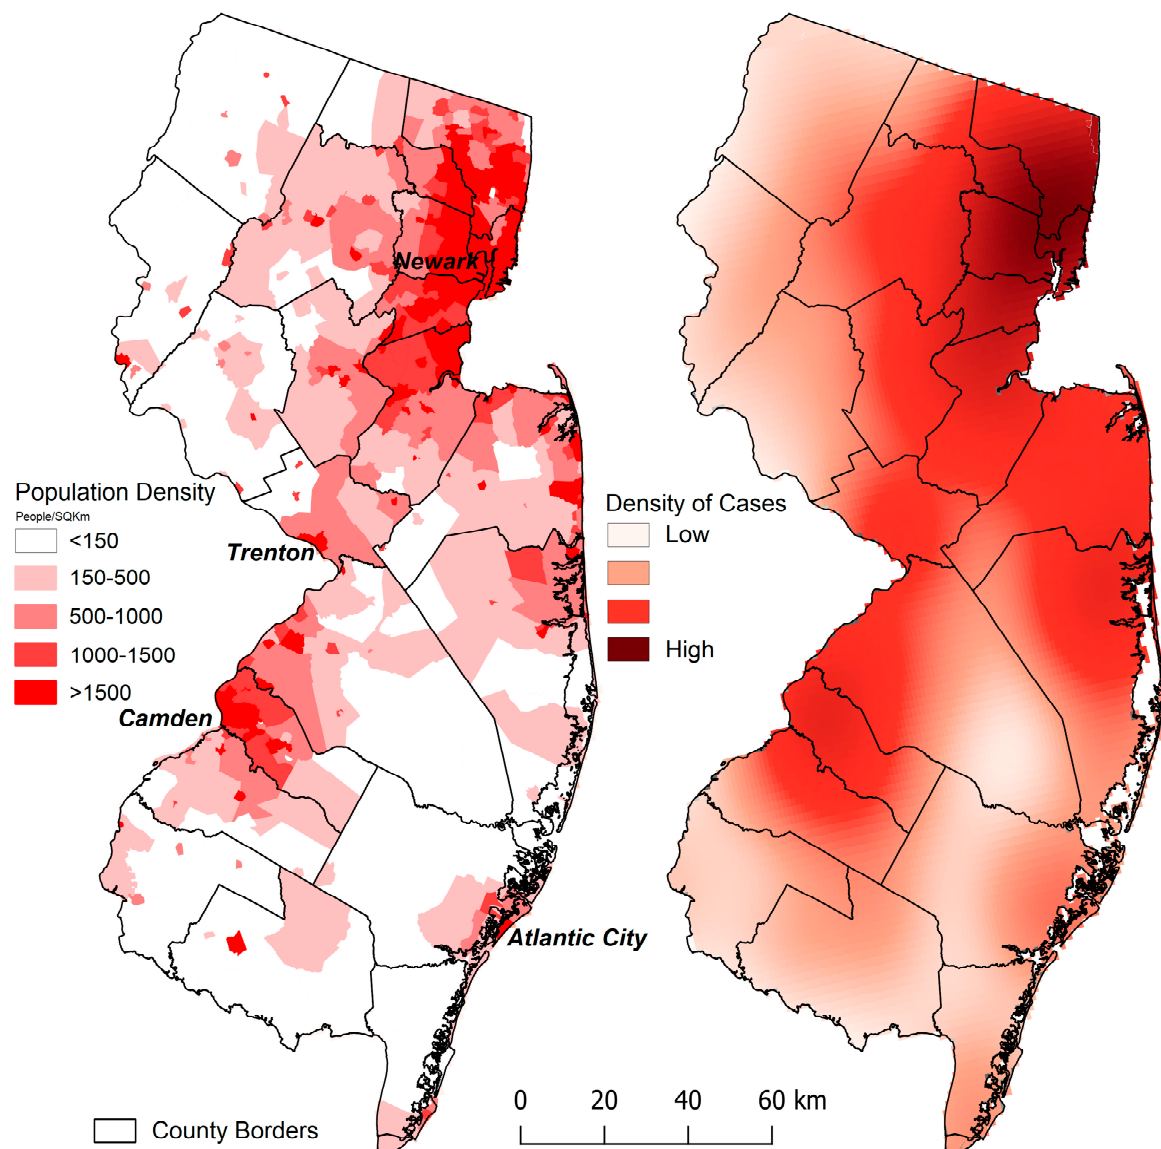 Newark
Population Density
People/SQKm
<150
150-500
500-1000
1000-1500
>1500
Trenton
Camden
Atlantic City
Density of Cases
Low
High
0 20 40 60 km
County Borders